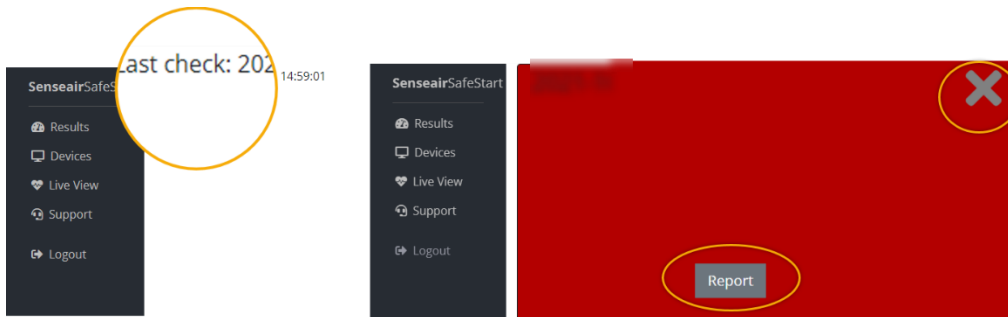 Last check: 202
14:59:01
SenseairSafeS
Results
Devices
Live View
Support
Logout
SenseairSafeStart
Results
Devices
Live View
Support
Logout
Report